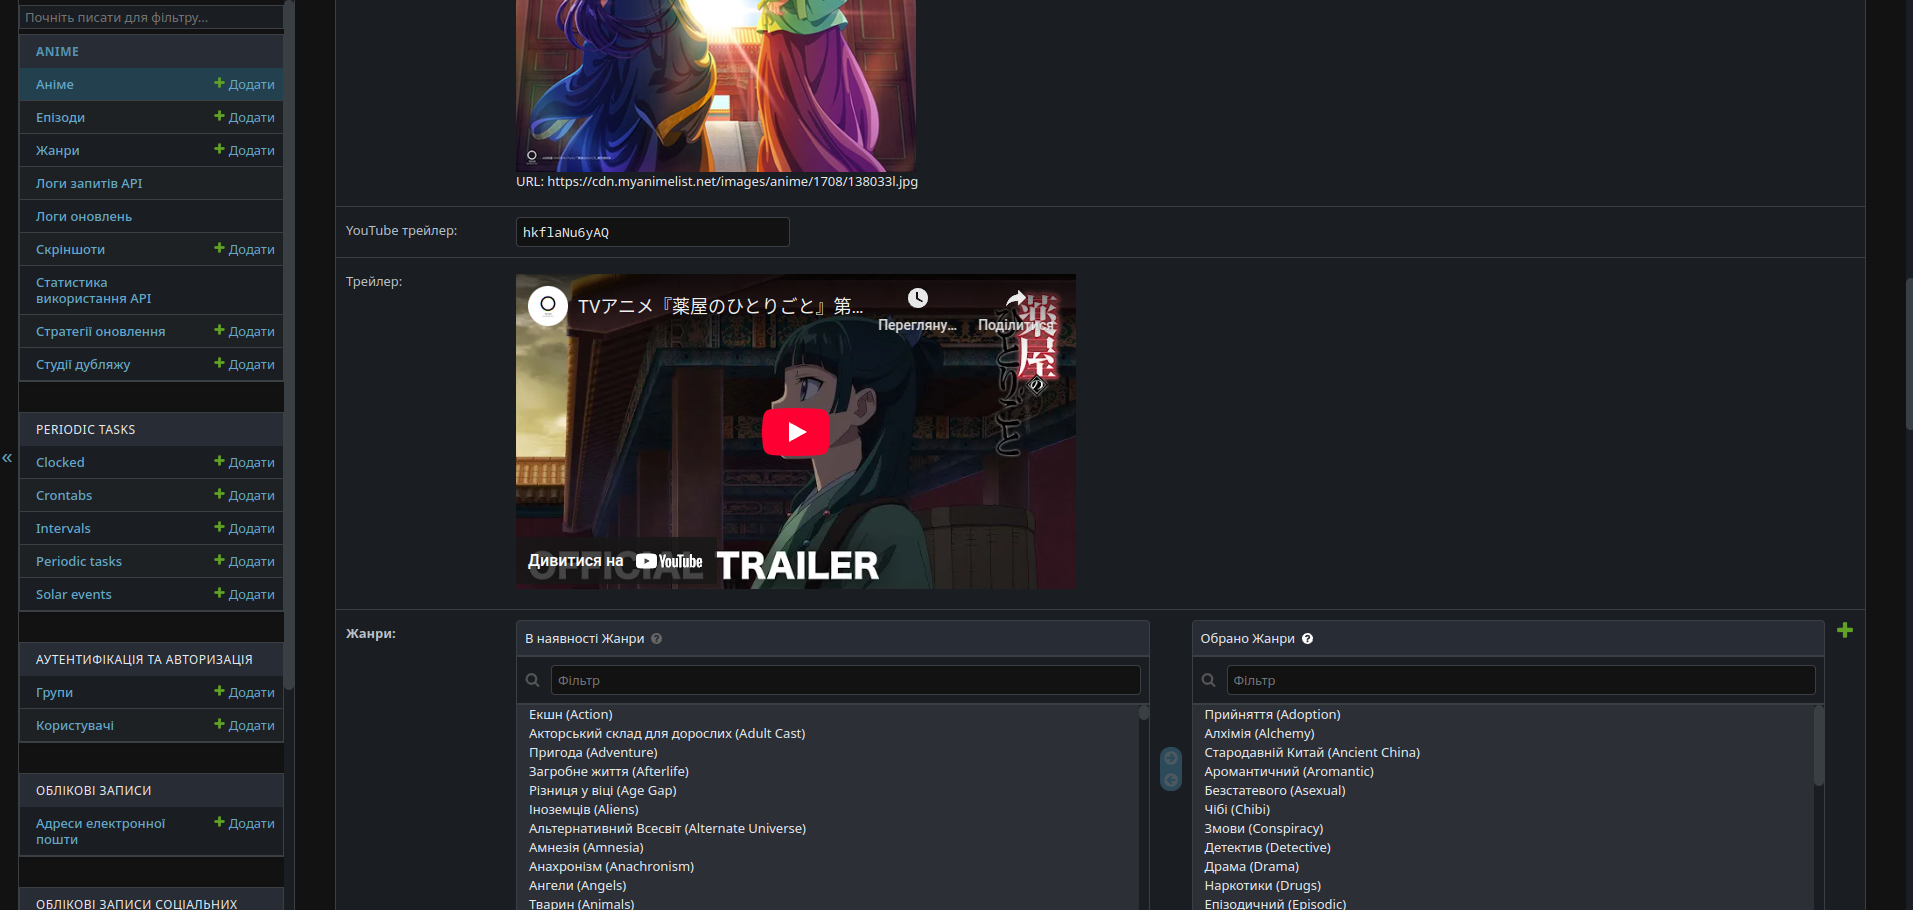 Почніть писати для фільтру...
ANIME
Аніме
Додати
Епізоди
Додати
Жанри
Додати
Логи запитів API
Логи оновлень
Скріншоти
Додати
Статистика
використання API
Стратегії оновлення
Додати
Студії дубляжу
Додати
PERIODIC TASKS
Clocked
Додати
Crontabs
Додати
Intervals
Додати
Periodic tasks
Додати
Solar events
Додати
АУТЕНТИФІКАЦІЯ ТА АВТОРИЗАЦІЯ
Групи
Додати
Користувачі
Додати
ОБЛІКОВІ ЗАПИСИ
Адреси електронної
пошти
Додати
ОБЛІКОВІ ЗАПИСИ СОЦІАЛЬНИХ
«
URL: https://cdn.myanimelist.net/images/anime/1708/138033l.jpg
YouTube трейлер:
hkflaNu6yAQ
Трейлер:
TVアニメ『薬屋のひとりごと』第...
Перегляну...
Поділитися
薬屋の
ひとりごと
Дивитися на YouTube
OFFICIAL TRAILER
Жанри:
В наявності Жанри
Фільтр
Екшн (Action)
Акторський склад для дорослих (Adult Cast)
Пригода (Adventure)
Загробне життя (Afterlife)
Різниця у віці (Age Gap)
Іноземців (Aliens)
Альтернативний Всесвіт (Alternate Universe)
Амнезія (Amnesia)
Анахронізм (Anachronism)
Ангели (Angels)
Тварин (Animals)
Обрано Жанри
Фільтр
Прийняття (Adoption)
Алхімія (Alchemy)
Стародавній Китай (Ancient China)
Аромантичний (Aromantic)
Безстатевого (Asexual)
Чібі (Chibi)
Змови (Conspiracy)
Детектив (Detective)
Драма (Drama)
Наркотики (Drugs)
Епізодичний (Episodic)